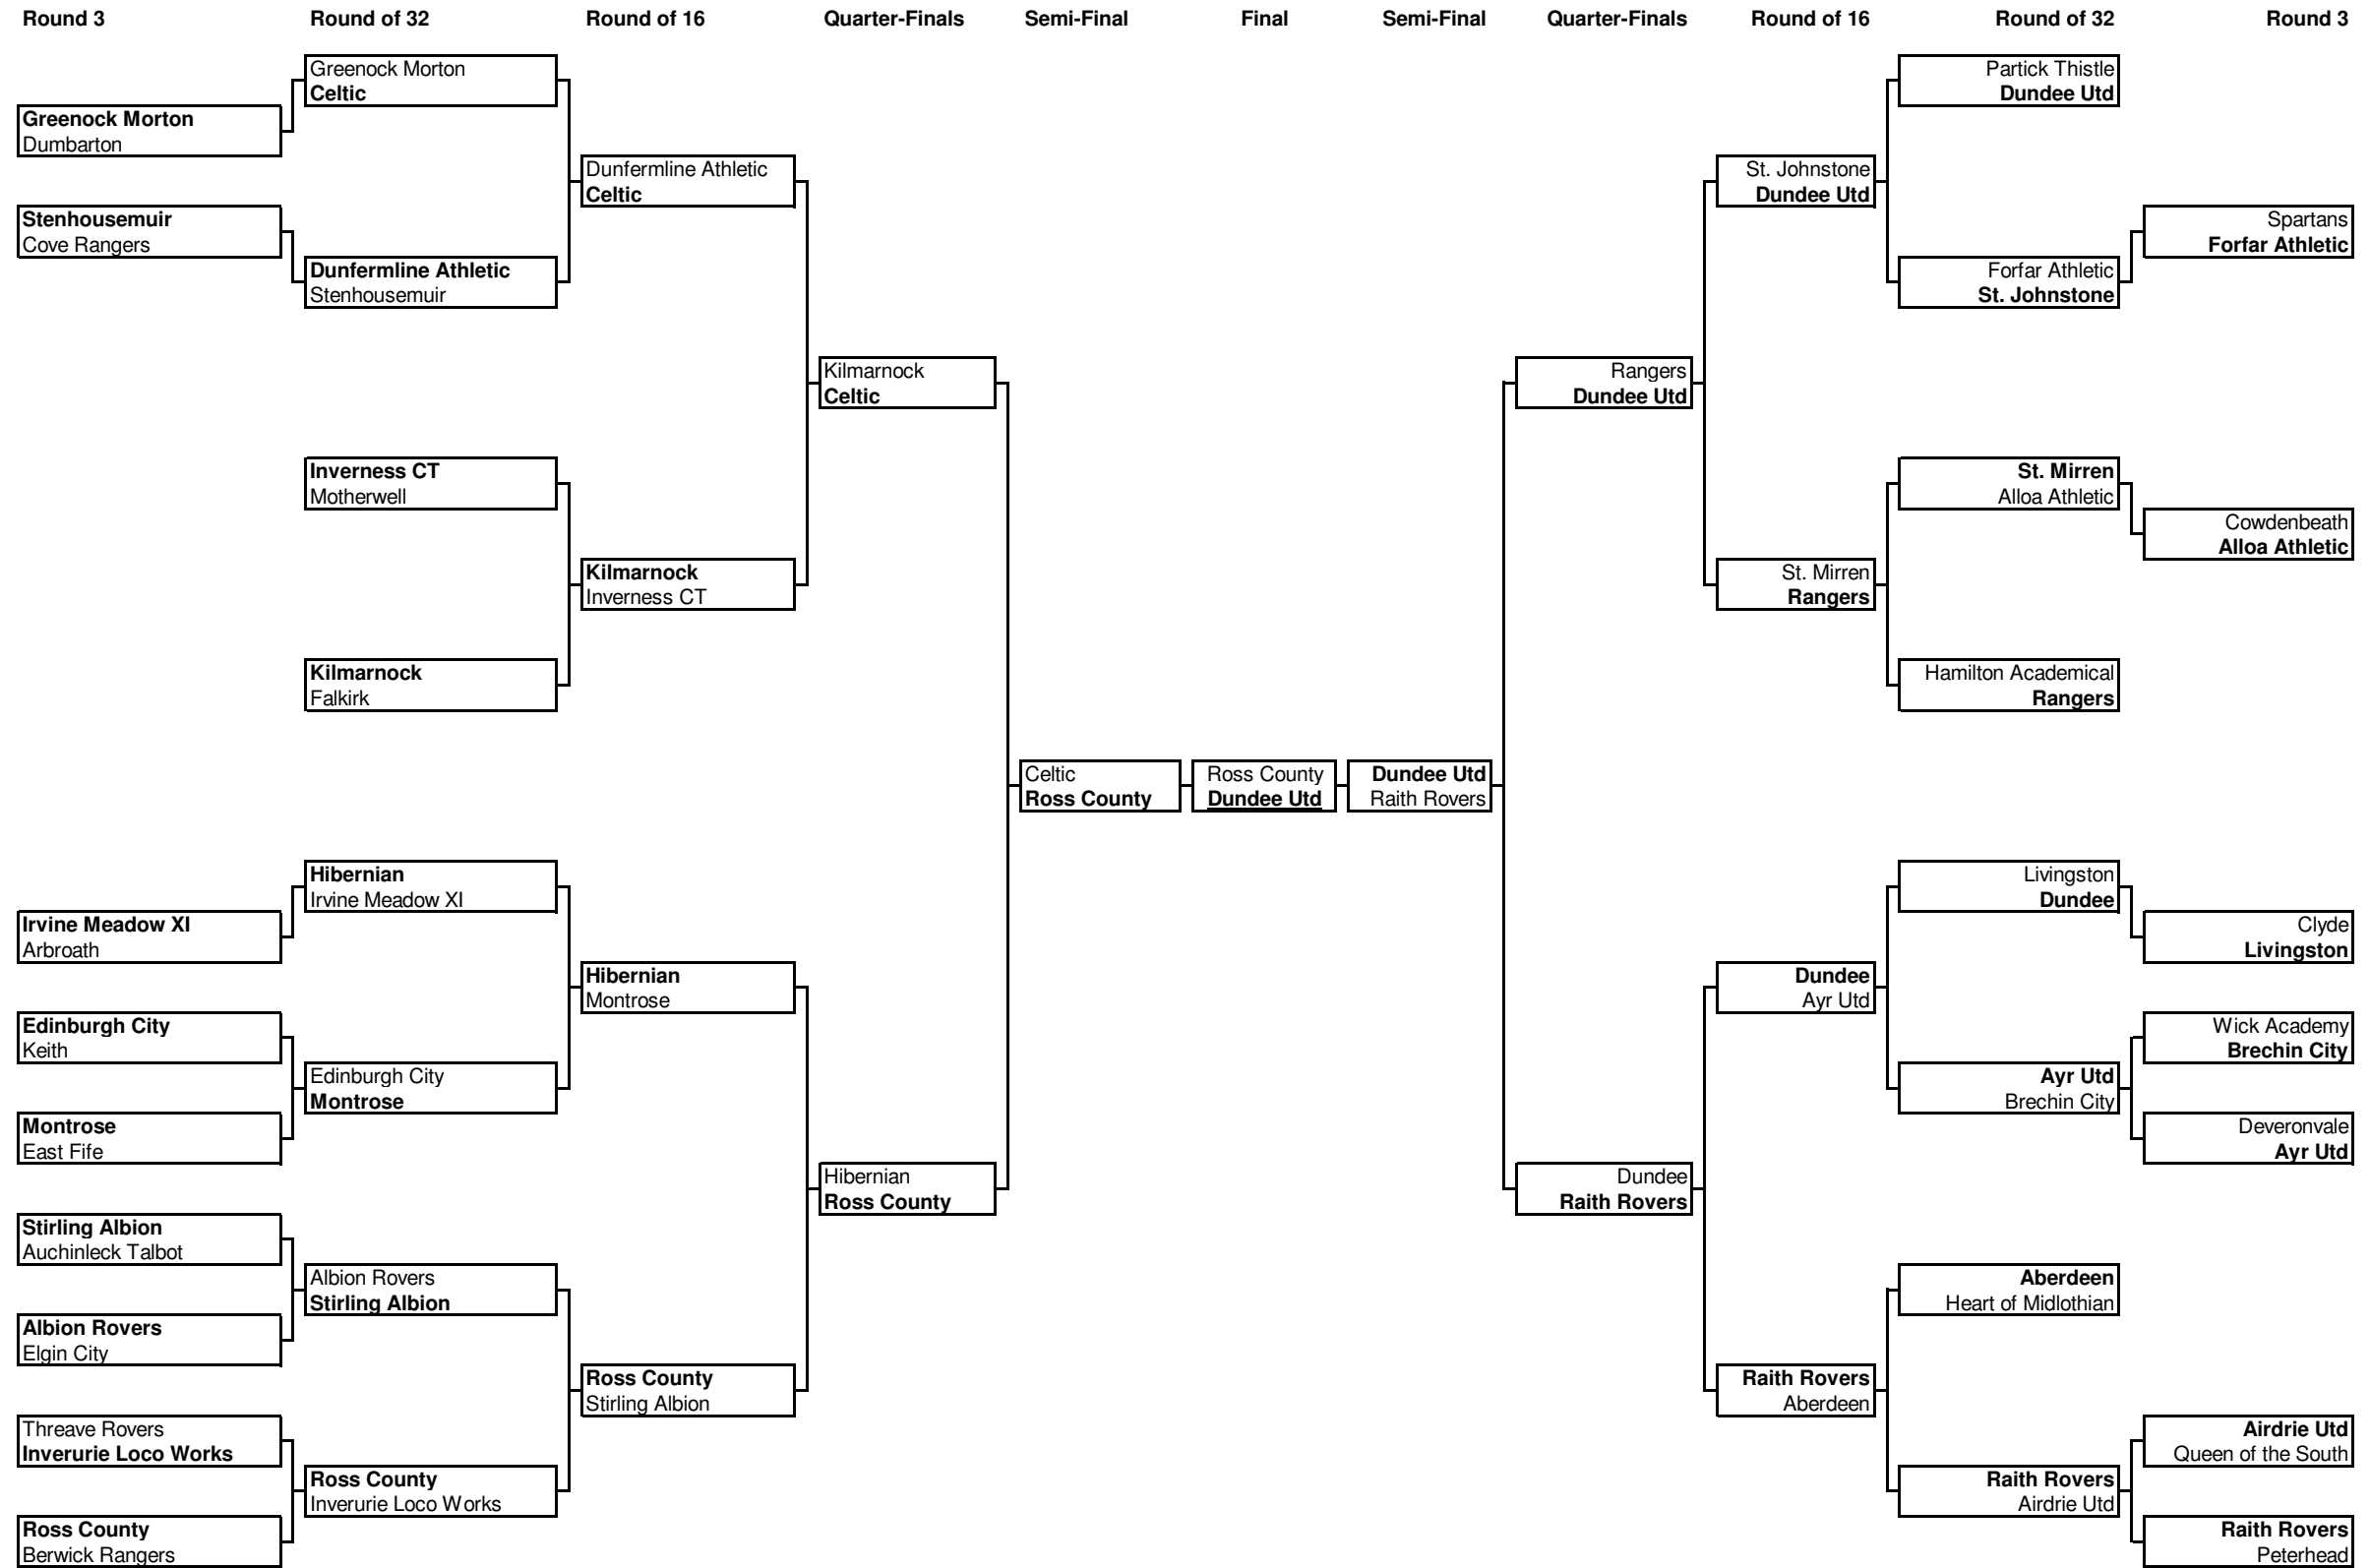 Round 3
Round of 32
Round of 16
Quarter-Finals
Semi-Final
Final
Semi-Final
Quarter-Finals
Round of 16
Round of 32
Round 3
Greenock Morton
Dumbarton
Stenhousemuir
Cove Rangers
Irvine Meadow XI
Arbroath
Edinburgh City
Keith
Montrose
East Fife
Stirling Albion
Auchinleck Talbot
Albion Rovers
Elgin City
Threave Rovers
Inverurie Loco Works
Ross County
Berwick Rangers
Greenock Morton
Celtic
Dunfermline Athletic
Stenhousemuir
Inverness CT
Motherwell
Kilmarnock
Falkirk
Hibernian
Irvine Meadow XI
Edinburgh City
Montrose
Albion Rovers
Stirling Albion
Ross County
Inverurie Loco Works
Dunfermline Athletic
Celtic
Kilmarnock
Inverness CT
Hibernian
Montrose
Ross County
Stirling Albion
Kilmarnock
Celtic
Hibernian
Ross County
Celtic
Ross County
Ross County
Dundee Utd
Dundee Utd
Raith Rovers
Rangers
Dundee Utd
Dundee
Raith Rovers
St. Johnstone
Dundee Utd
St. Mirren
Rangers
Dundee
Ayr Utd
Raith Rovers
Aberdeen
Partick Thistle
Dundee Utd
Forfar Athletic
St. Johnstone
St. Mirren
Alloa Athletic
Hamilton Academical
Rangers
Livingston
Dundee
Ayr Utd
Brechin City
Aberdeen
Heart of Midlothian
Raith Rovers
Airdrie Utd
Spartans
Forfar Athletic
Cowdenbeath
Alloa Athletic
Clyde
Livingston
Wick Academy
Brechin City
Deveronvale
Ayr Utd
Airdrie Utd
Queen of the South
Raith Rovers
Peterhead